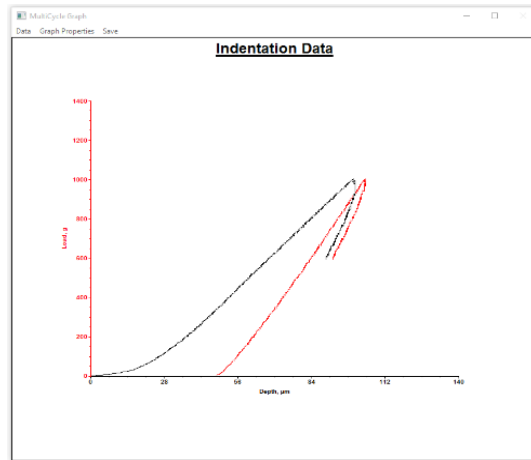 MultiCycle Graph
Data Graph Properties Save
Indentation Data
1400
1200
1000
800
600
400
200
0
Load, g
0 28 56 84 112 140
Depth, µm